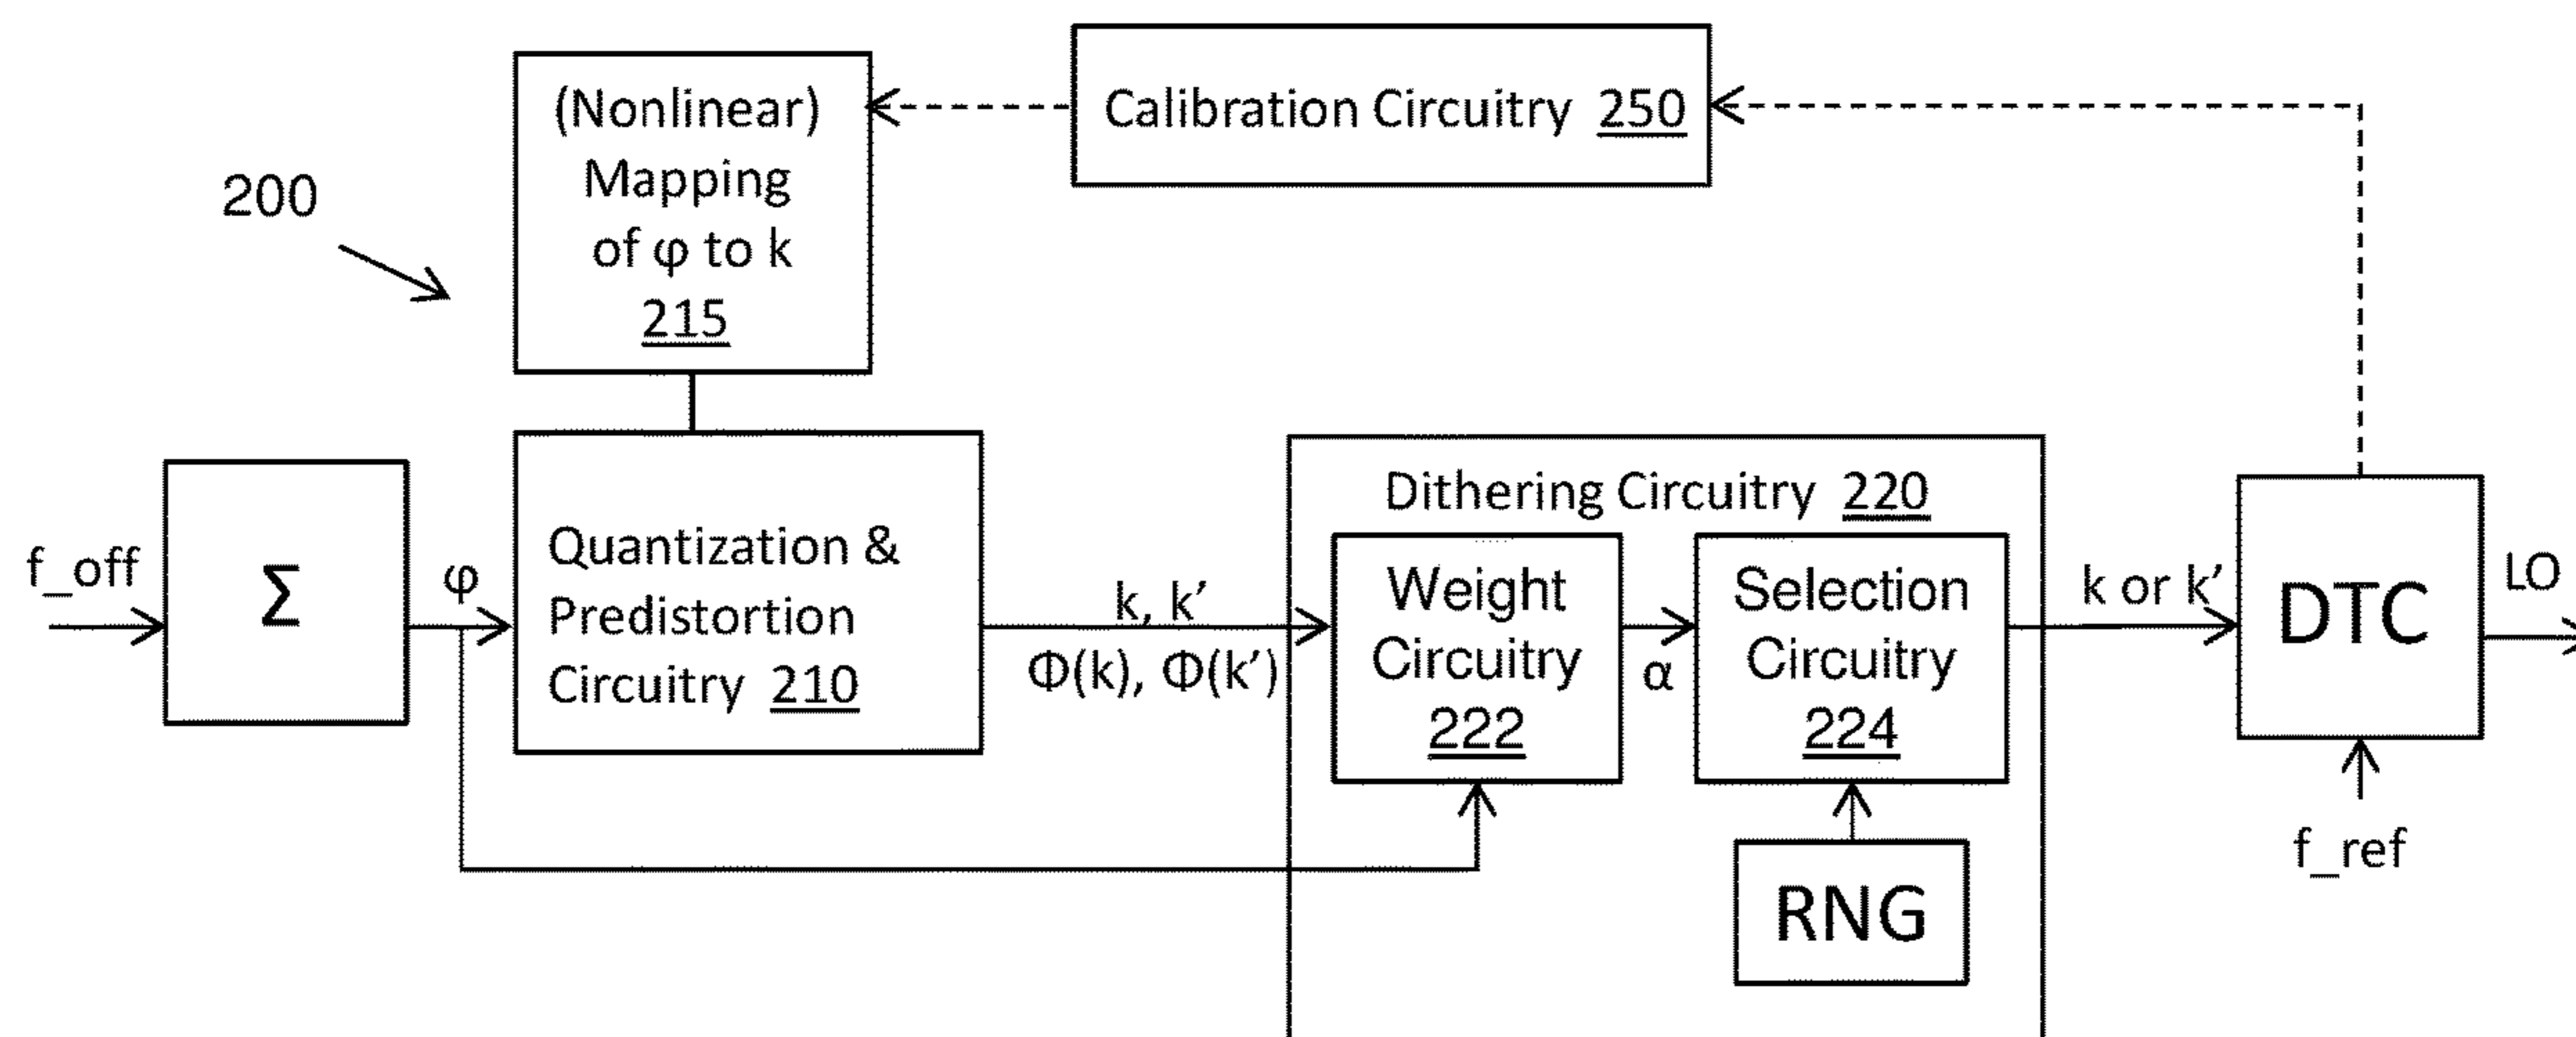 (Nonlinear)
Mapping
of φ to k
215
Calibration Circuitry 250
200
f_off
Σ
φ
Quantization &
Predistortion
Circuitry 210
k, k’
Φ(k), Φ(k’)
Dithering Circuitry 220
Weight
Circuitry
222
α
Selection
Circuitry
224
RNG
k or k’
DTC
LO
f_ref